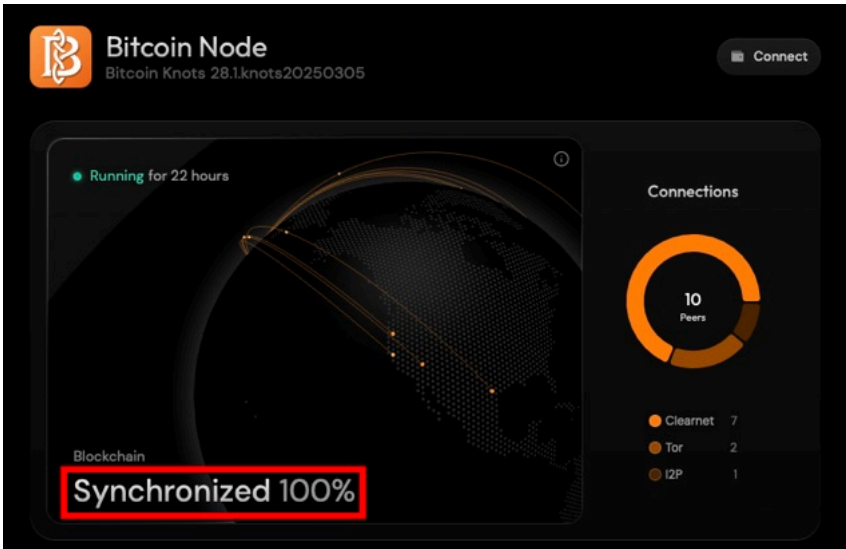 Bitcoin Node
Bitcoin Knots 28.1.knots20250305
Connect
Running for 22 hours
Connections
10
Peers
Clearnet 7
Tor 2
I2P 1
Blockchain
Synchronized 100%